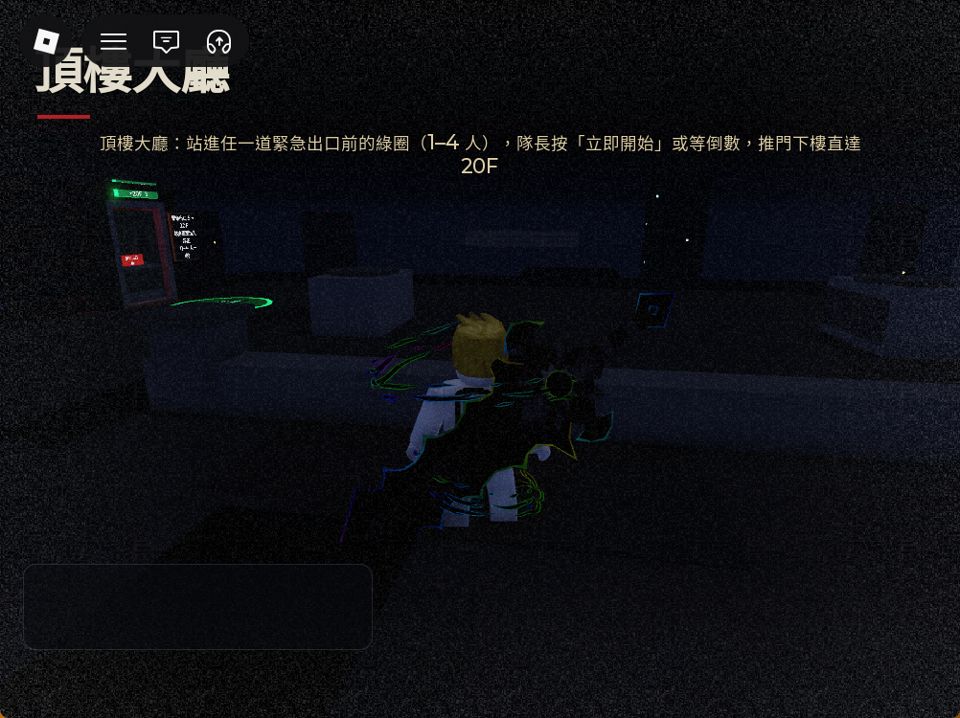 頂樓大廳
頂樓大廳：站進任一道緊急出口前的綠圈（1–4 人），隊長按「立即開始」或等倒數，推門下樓直達
20F